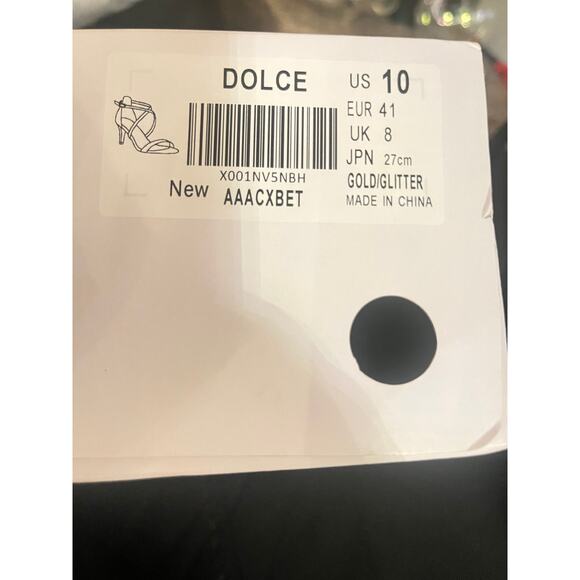 DOLCE
X001NV5NBH
New AAACXBET
US 10
EUR 41
UK 8
JPN 27cm
GOLD/GLITTER
MADE IN CHINA